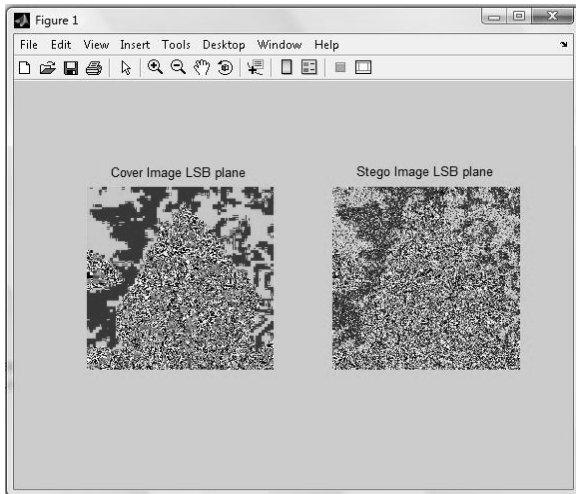 Figure 1
File Edit View Insert Tools Desktop Window Help
Cover Image LSB plane
Stego Image LSB plane